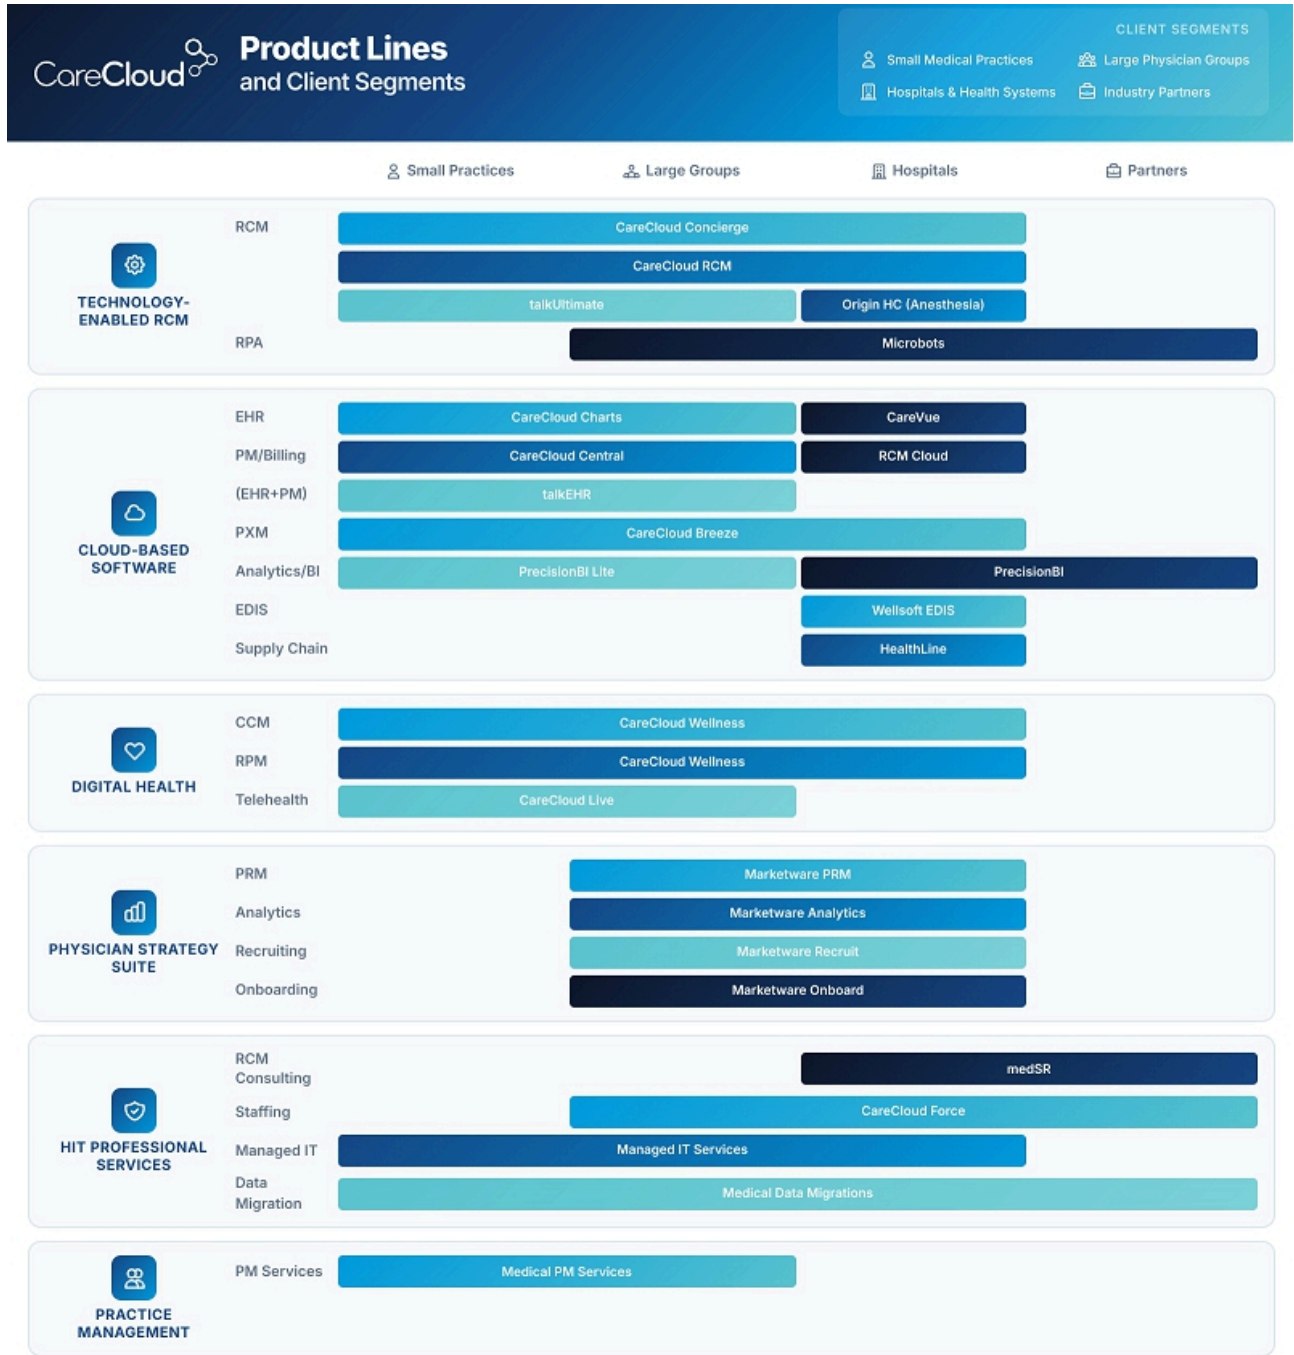 CareCloud
Product Lines
and Client Segments
CLIENT SEGMENTS
Small Medical Practices
Large Physician Groups
Hospitals & Health Systems
Industry Partners
Small Practices
Large Groups
Hospitals
Partners
TECHNOLOGY-
ENABLED RCM
RCM
CareCloud Concierge
CareCloud RCM
talkUltimate
Origin HC (Anesthesia)
RPA
Microbots
CLOUD-BASED
SOFTWARE
EHR
CareCloud Charts
CareVue
PM/Billing
CareCloud Central
RCM Cloud
(EHR+PM)
talkEHR
PXM
CareCloud Breeze
Analytics/BI
PrecisionBI Lite
PrecisionBI
EDIS
Wellsoft EDIS
Supply Chain
HealthLine
DIGITAL HEALTH
CCM
CareCloud Wellness
RPM
CareCloud Wellness
Telehealth
CareCloud Live
PHYSICIAN STRATEGY
SUITE
PRM
Marketware PRM
Analytics
Marketware Analytics
Recruiting
Marketware Recruit
Onboarding
Marketware Onboard
HIT PROFESSIONAL
SERVICES
RCM
Consulting
medSR
Staffing
CareCloud Force
Managed IT
Managed IT Services
Data
Migration
Medical Data Migrations
PRACTICE
MANAGEMENT
PM Services
Medical PM Services